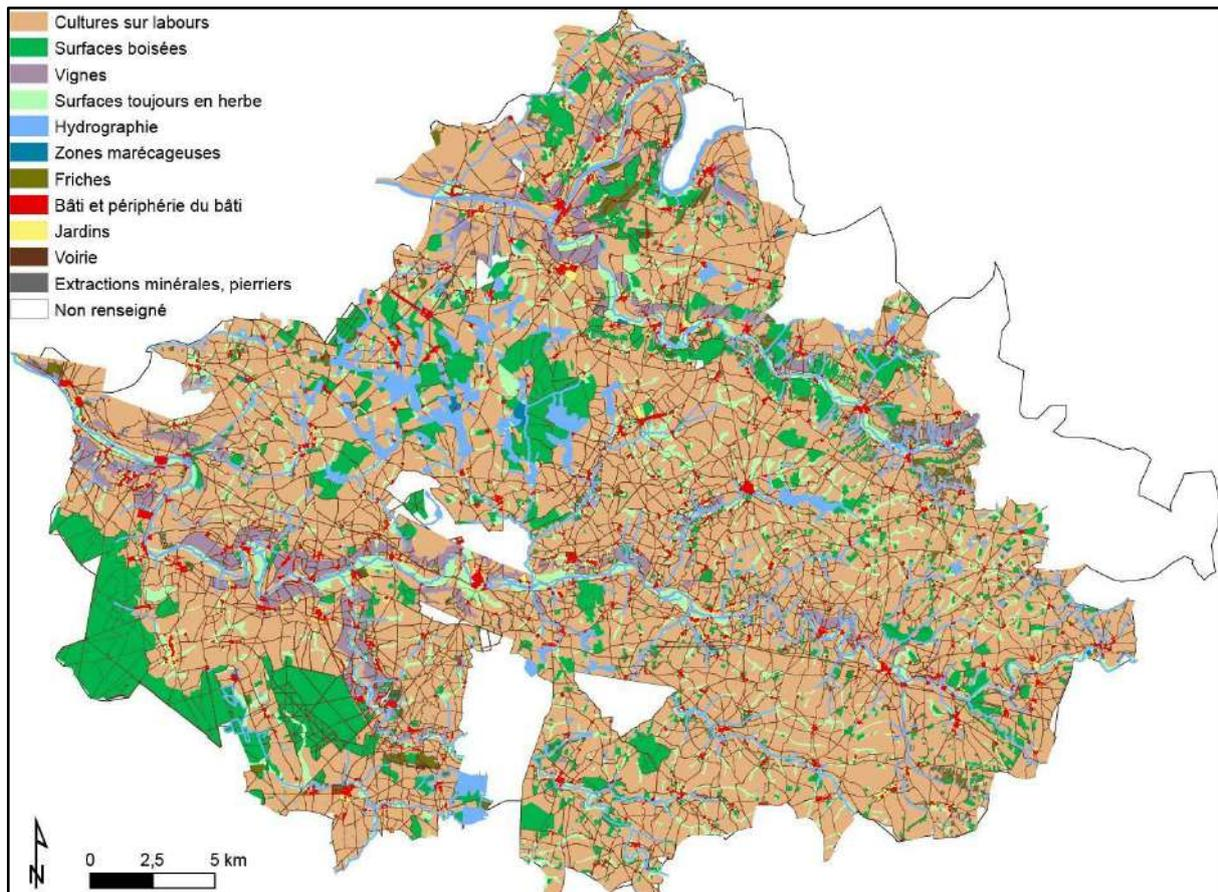 Cultures sur labours
Surfaces boisées
Vignes
Surfaces toujours en herbe
Hydrographie
Zones marécageuses
Friches
Bâti et périphérie du bâti
Jardins
Voirie
Extractions minérales, pierriers
Non renseigné
N
0 2,5 5 km